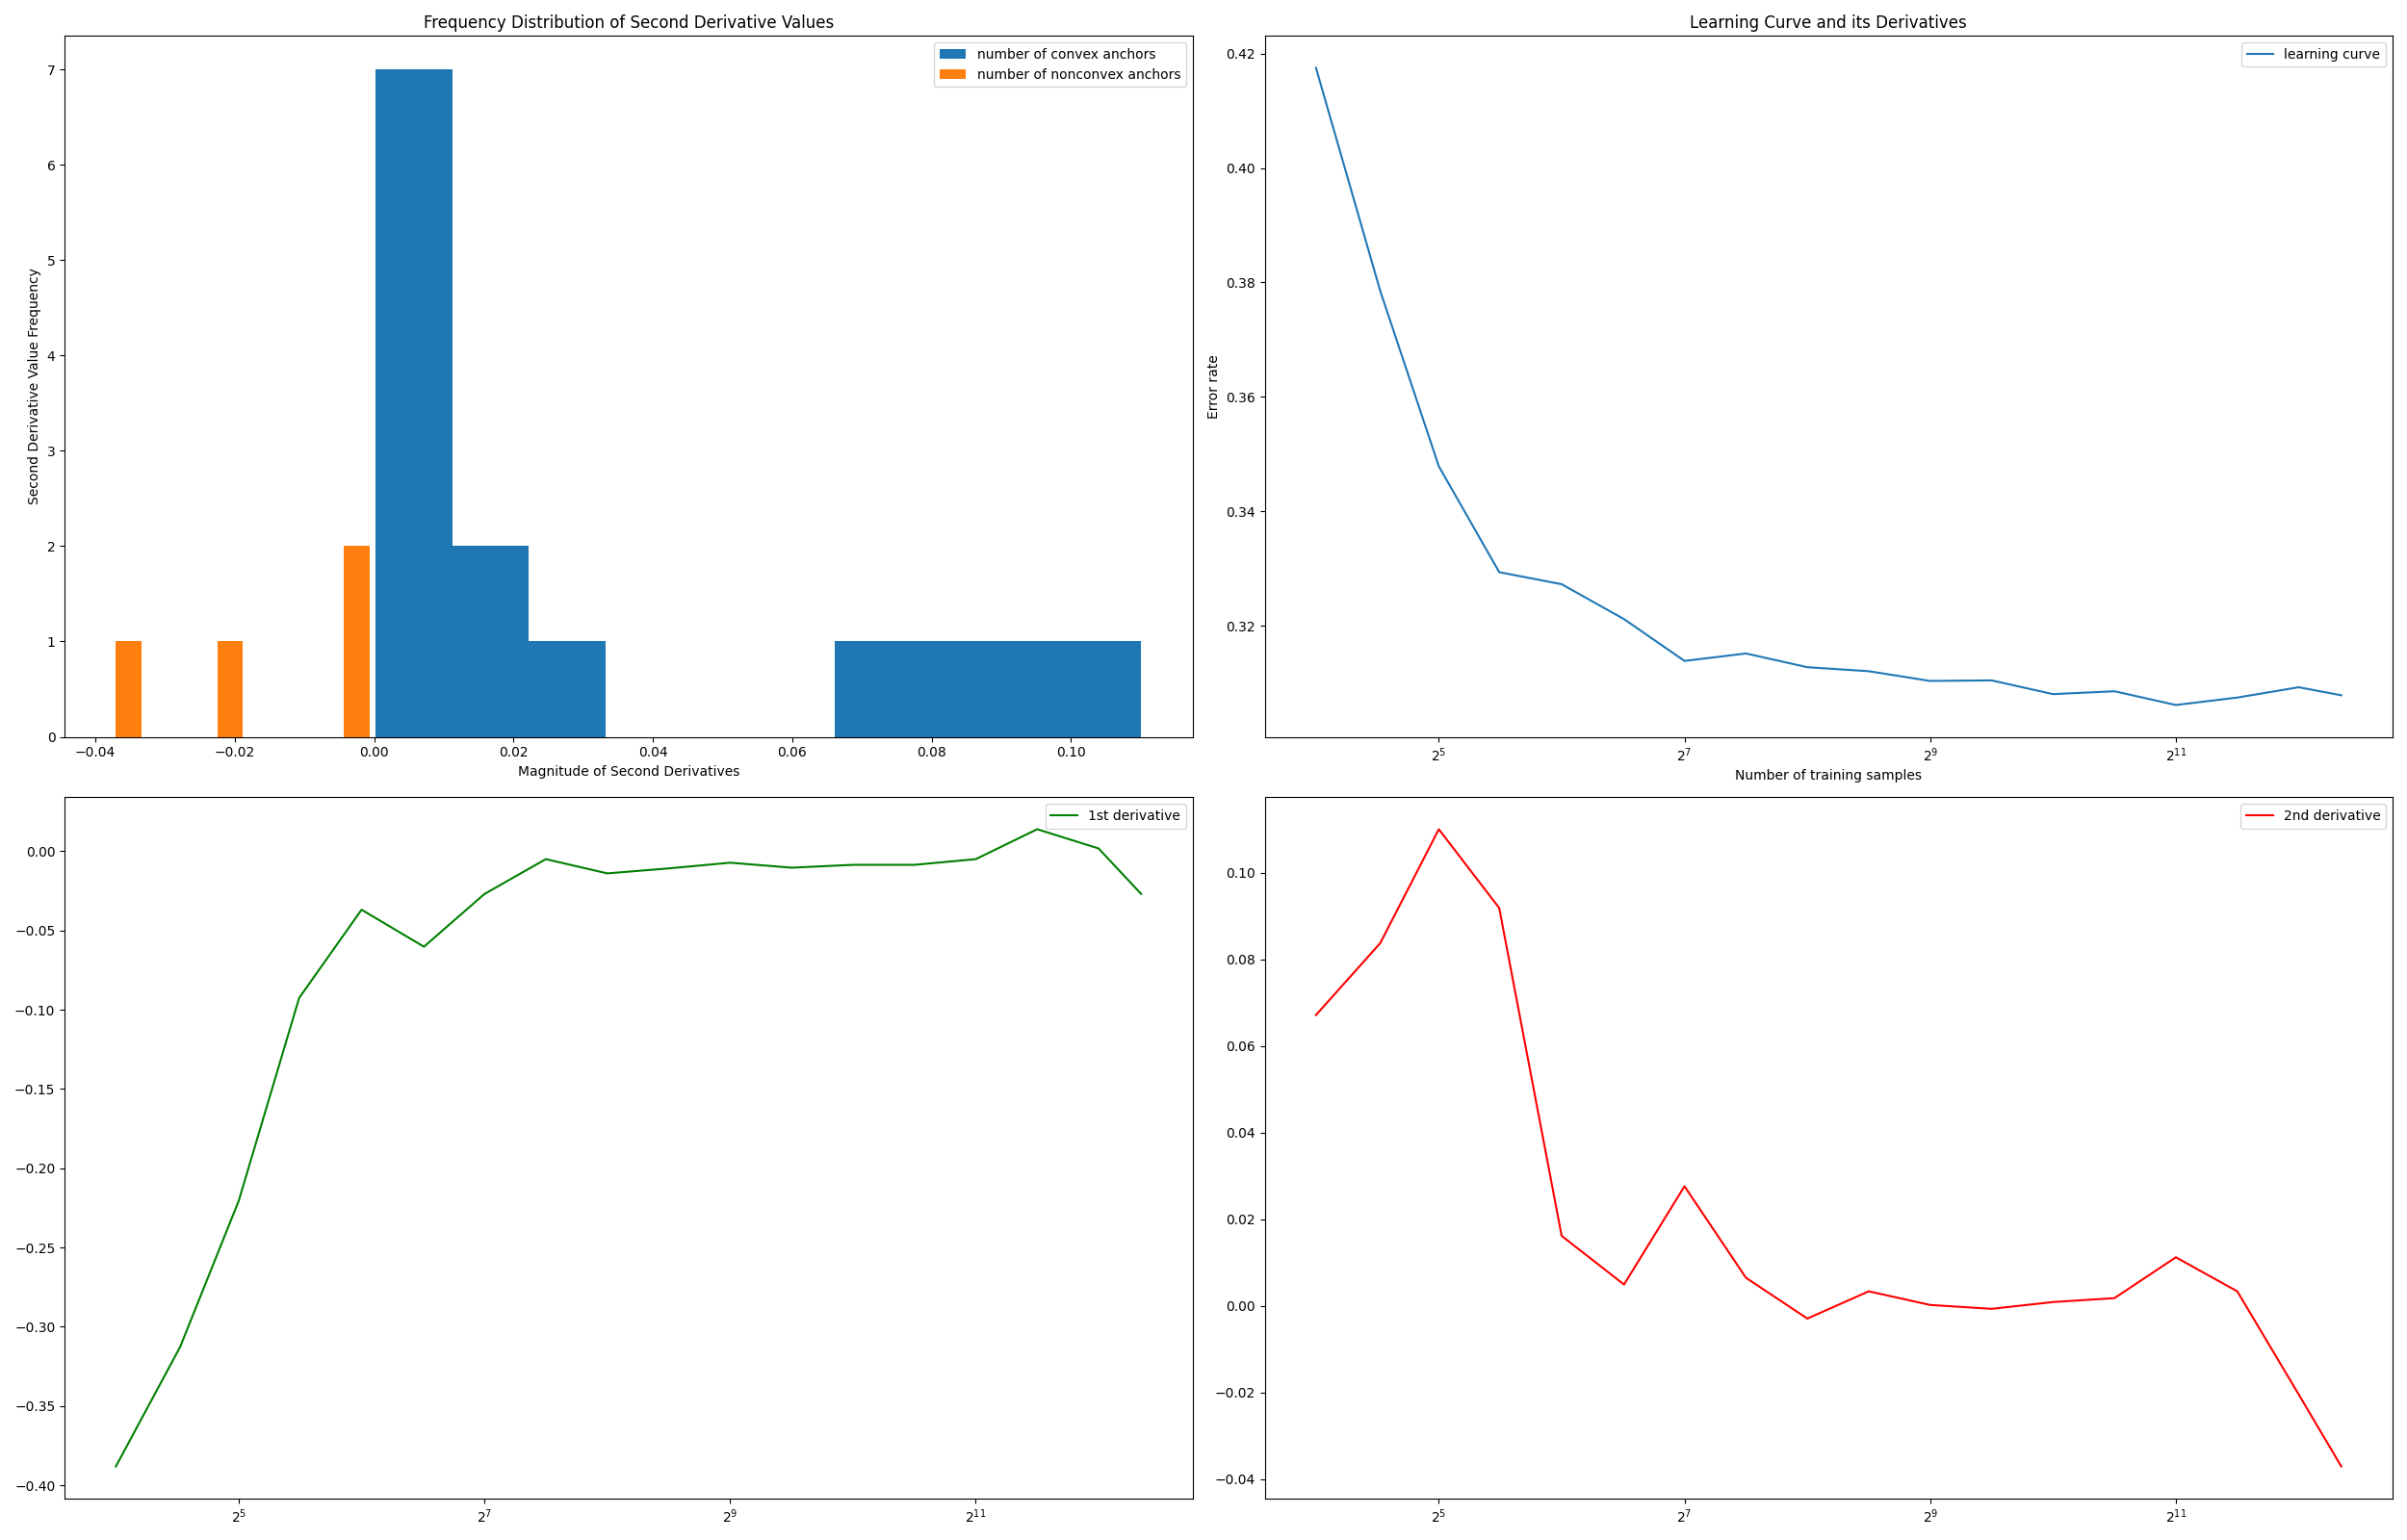 Frequency Distribution of Second Derivative Values
number of convex anchors
number of nonconvex anchors
Second Derivative Value Frequency
7
6
5
4
3
2
1
0
−0.04 −0.02 0.00 0.02 0.04 0.06 0.08 0.10
Magnitude of Second Derivatives
Learning Curve and its Derivatives
learning curve
Error rate
0.42
0.40
0.38
0.36
0.34
0.32
2^5 2^7 2^9 2^11
Number of training samples
1st derivative
0.00
−0.05
−0.10
−0.15
−0.20
−0.25
−0.30
−0.35
−0.40
2^5 2^7 2^9 2^11
2nd derivative
0.10
0.08
0.06
0.04
0.02
0.00
−0.02
−0.04
2^5 2^7 2^9 2^11